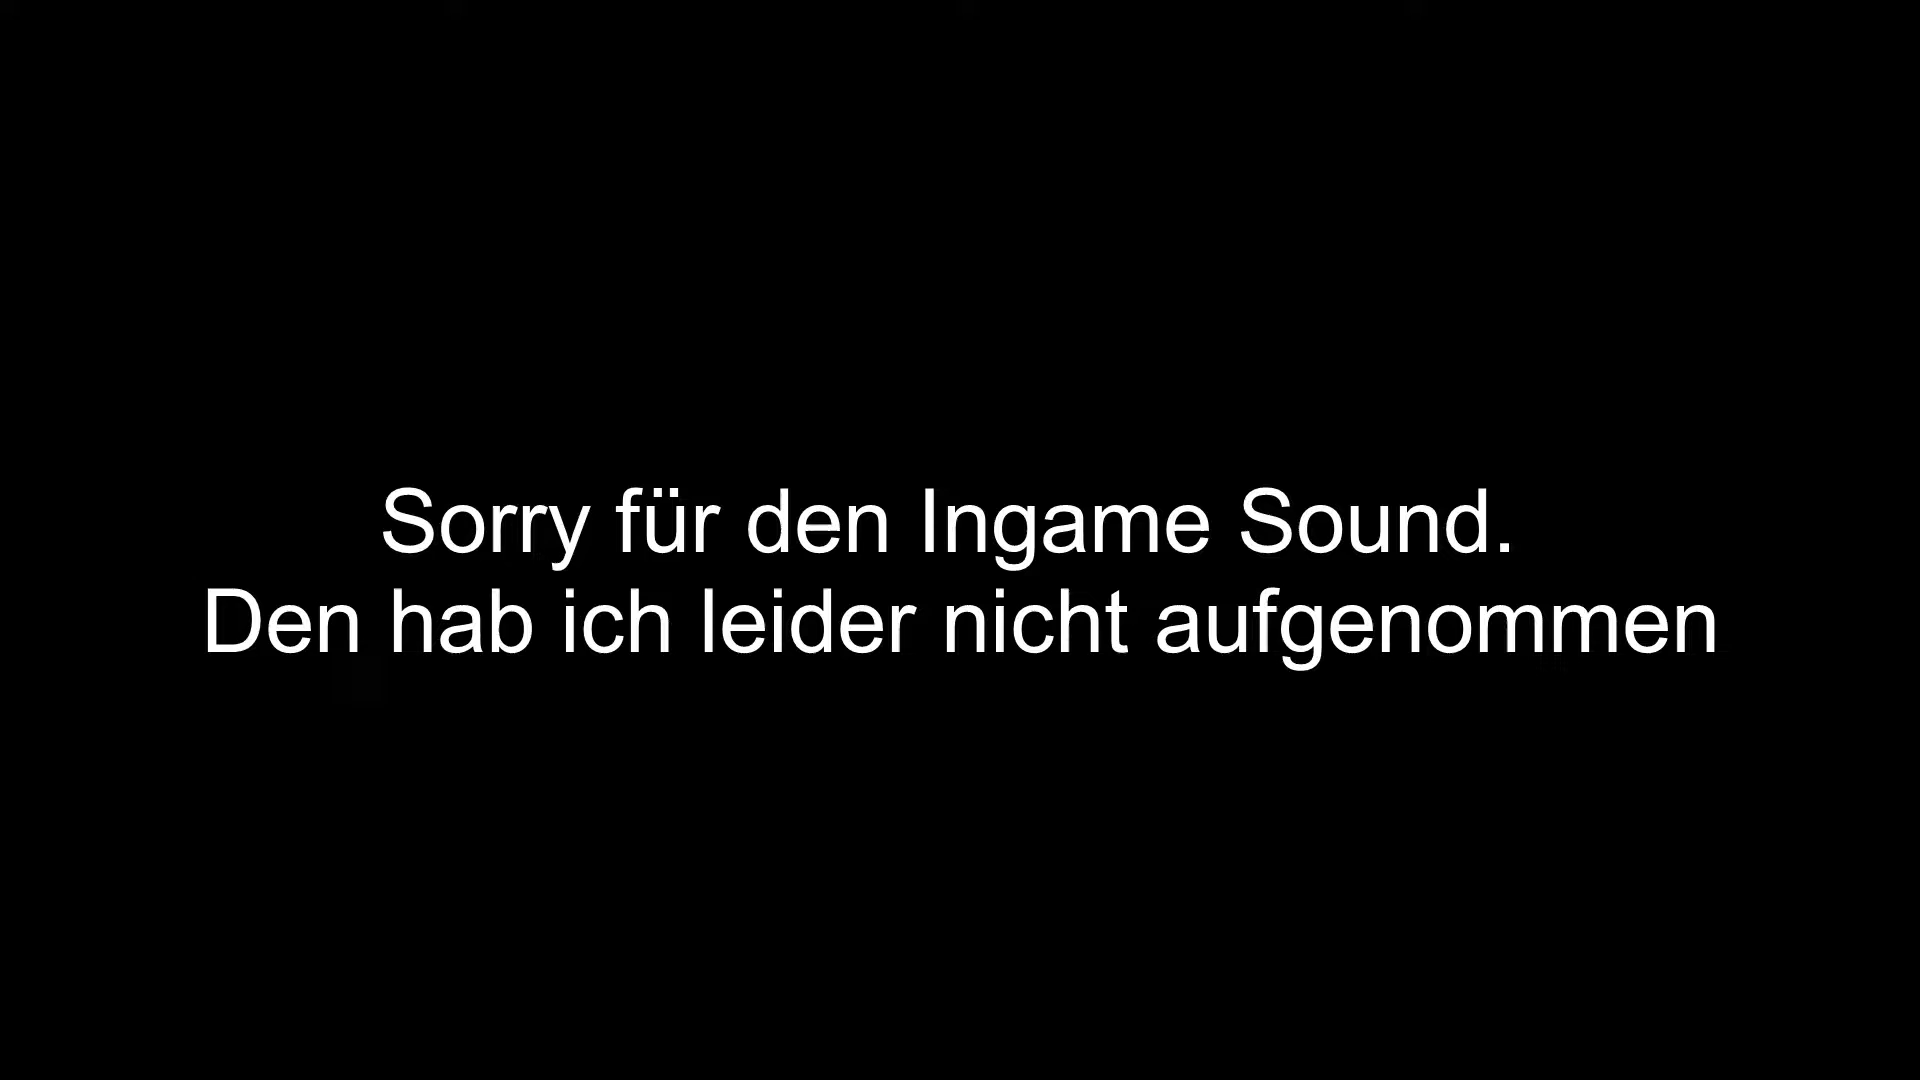 Sorry für den Ingame Sound.
Den hab ich leider nicht aufgenommen